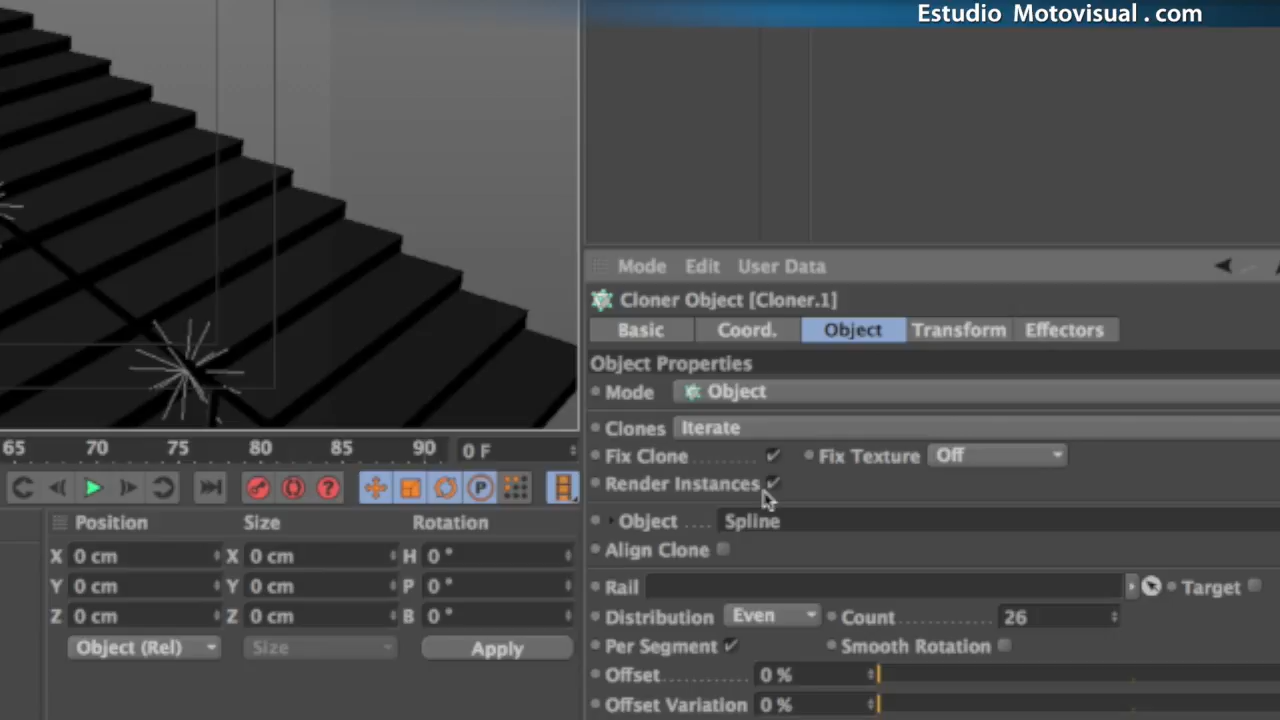 Estudio Motovisual . com
Mode Edit User Data
Cloner Object [Cloner.1]
Basic Coord. Object Transform Effectors
Object Properties
Mode Object
Clones Iterate
Fix Clone ........ Fix Texture Off
Render Instances
Object .... Spline
Align Clone
Rail Target
Distribution Even Count ............ 26
Per Segment Smooth Rotation
Offset ........... 0 %
Offset Variation 0 %
65 70 75 80 85 90 0 F
P
Position Size Rotation
X 0 cm X 0 cm H 0 °
Y 0 cm Y 0 cm P 0 °
Z 0 cm Z 0 cm B 0 °
Object (Rel) Size Apply